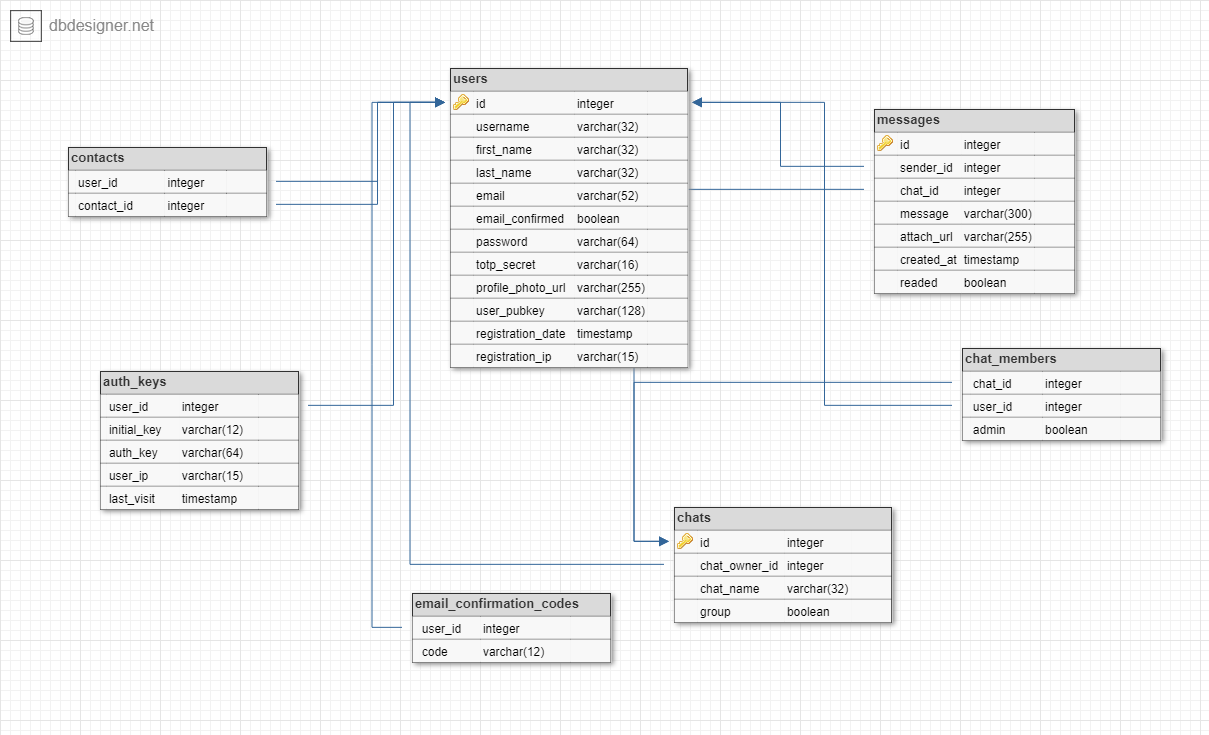 dbdesigner.net
users
id integer
username varchar(32)
first_name varchar(32)
last_name varchar(32)
email varchar(52)
email_confirmed boolean
password varchar(64)
totp_secret varchar(16)
profile_photo_url varchar(255)
user_pubkey varchar(128)
registration_date timestamp
registration_ip varchar(15)
messages
id integer
sender_id integer
chat_id integer
message varchar(300)
attach_url varchar(255)
created_at timestamp
readed boolean
contacts
user_id integer
contact_id integer
chat_members
chat_id integer
user_id integer
admin boolean
auth_keys
user_id integer
initial_key varchar(12)
auth_key varchar(64)
user_ip varchar(15)
last_visit timestamp
chats
id integer
chat_owner_id integer
chat_name varchar(32)
group boolean
email_confirmation_codes
user_id integer
code varchar(12)